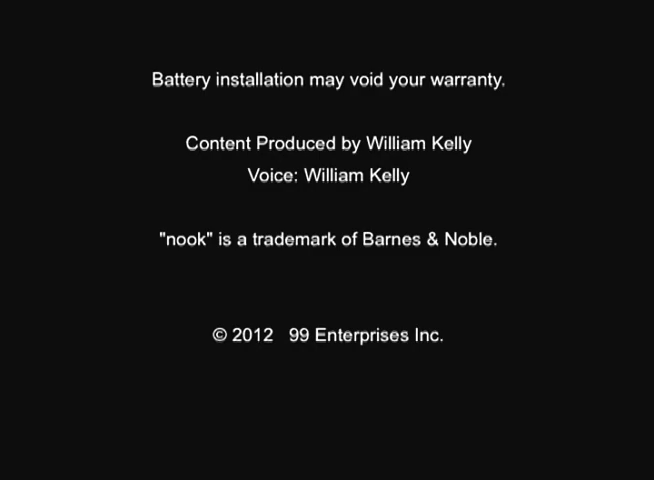 Battery installation may void your warranty.
Content Produced by William Kelly
Voice: William Kelly
"nook" is a trademark of Barnes & Noble.
© 2012 99 Enterprises Inc.